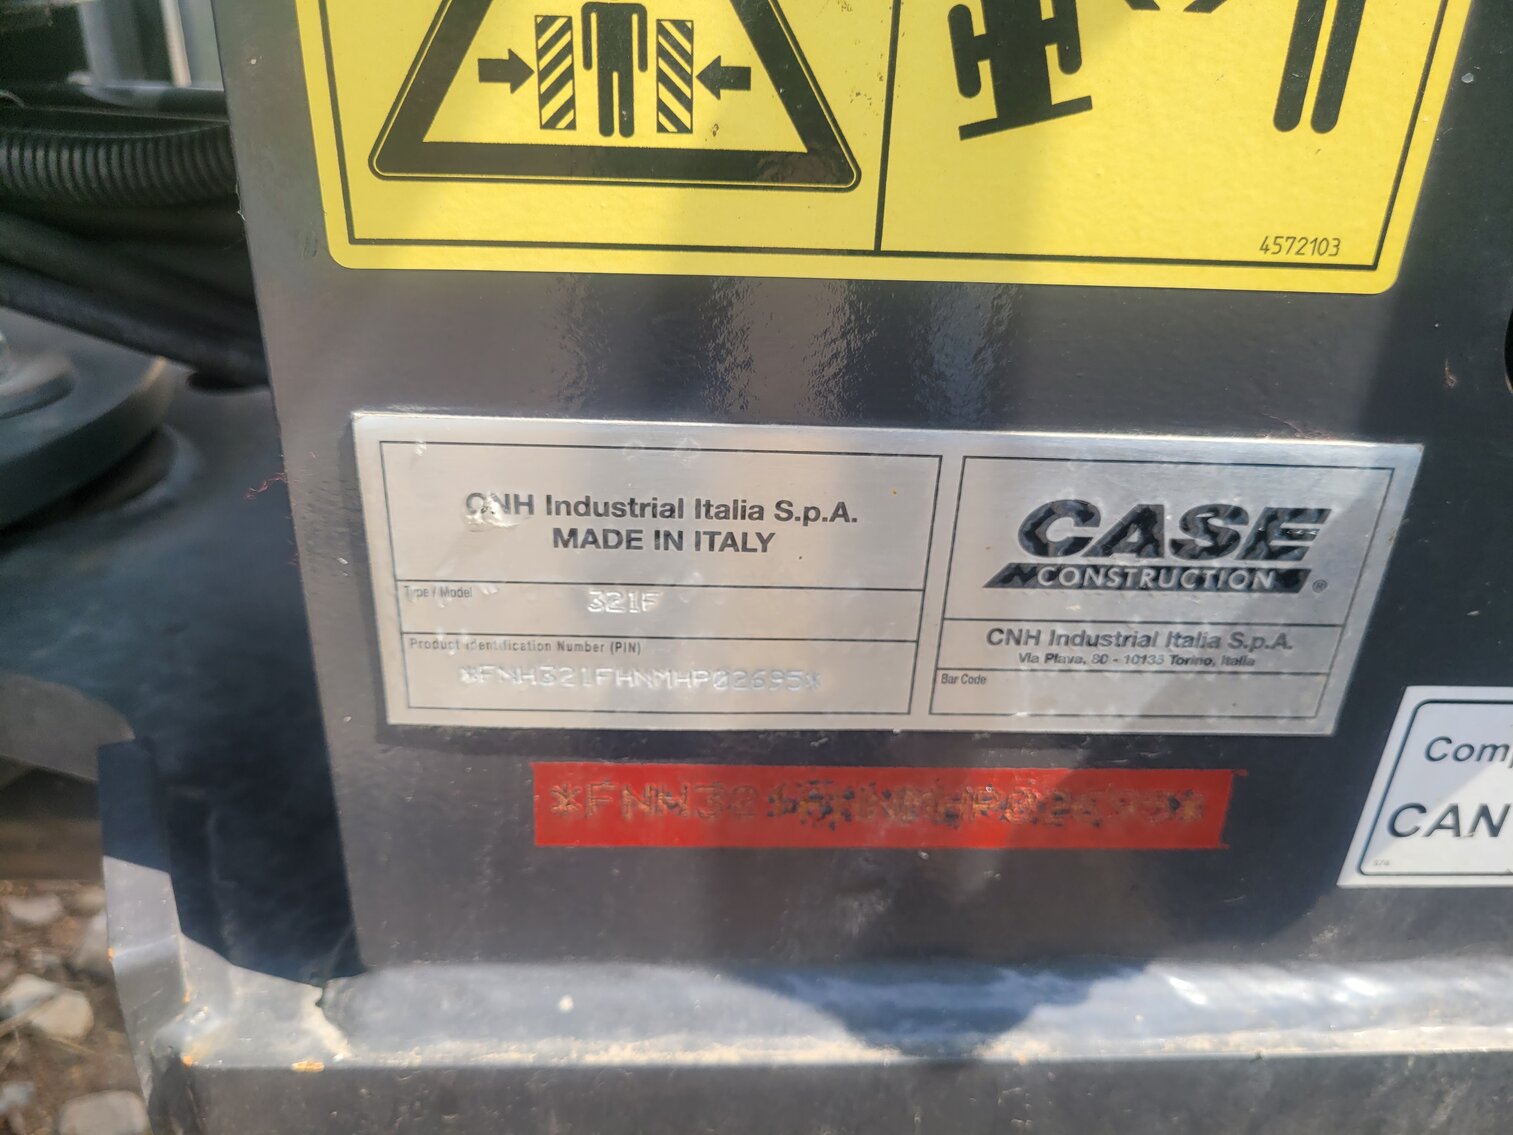 4572103
CNH Industrial Italia S.p.A.
MADE IN ITALY
Type / Model
321F
Product Identification Number (PIN)
*FNH321FHNMHP02695*
CASE
CONSTRUCTION®
CNH Industrial Italia S.p.A.
Via Plava, 80 - 10135 Torino, Italia
Bar Code
Comp
CAN